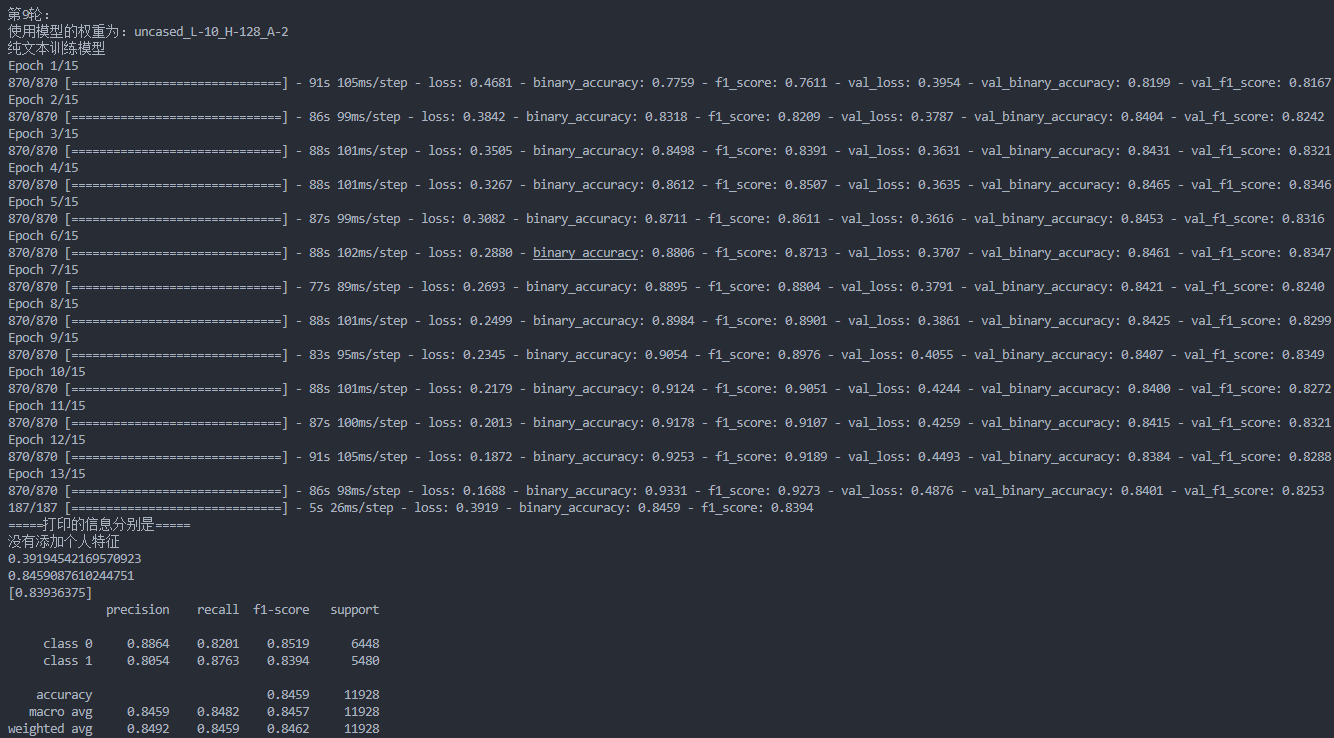 第9轮:
使用模型的权重为: uncased_L-10_H-128_A-2
纯文本训练模型
Epoch 1/15
870/870 [==============================] - 91s 105ms/step - loss: 0.4681 - binary_accuracy: 0.7759 - f1_score: 0.7611 - val_loss: 0.3954 - val_binary_accuracy: 0.8199 - val_f1_score: 0.8167
Epoch 2/15
870/870 [==============================] - 86s 99ms/step - loss: 0.3842 - binary_accuracy: 0.8318 - f1_score: 0.8209 - val_loss: 0.3787 - val_binary_accuracy: 0.8404 - val_f1_score: 0.8242
Epoch 3/15
870/870 [==============================] - 88s 101ms/step - loss: 0.3505 - binary_accuracy: 0.8498 - f1_score: 0.8391 - val_loss: 0.3631 - val_binary_accuracy: 0.8431 - val_f1_score: 0.8321
Epoch 4/15
870/870 [==============================] - 88s 101ms/step - loss: 0.3267 - binary_accuracy: 0.8612 - f1_score: 0.8507 - val_loss: 0.3635 - val_binary_accuracy: 0.8465 - val_f1_score: 0.8346
Epoch 5/15
870/870 [==============================] - 87s 99ms/step - loss: 0.3082 - binary_accuracy: 0.8711 - f1_score: 0.8611 - val_loss: 0.3616 - val_binary_accuracy: 0.8453 - val_f1_score: 0.8316
Epoch 6/15
870/870 [==============================] - 88s 102ms/step - loss: 0.2880 - binary_accuracy: 0.8806 - f1_score: 0.8713 - val_loss: 0.3707 - val_binary_accuracy: 0.8461 - val_f1_score: 0.8347
Epoch 7/15
870/870 [==============================] - 77s 89ms/step - loss: 0.2693 - binary_accuracy: 0.8895 - f1_score: 0.8804 - val_loss: 0.3791 - val_binary_accuracy: 0.8421 - val_f1_score: 0.8240
Epoch 8/15
870/870 [==============================] - 88s 101ms/step - loss: 0.2499 - binary_accuracy: 0.8984 - f1_score: 0.8901 - val_loss: 0.3861 - val_binary_accuracy: 0.8425 - val_f1_score: 0.8299
Epoch 9/15
870/870 [==============================] - 83s 95ms/step - loss: 0.2345 - binary_accuracy: 0.9054 - f1_score: 0.8976 - val_loss: 0.4055 - val_binary_accuracy: 0.8407 - val_f1_score: 0.8349
Epoch 10/15
870/870 [==============================] - 88s 101ms/step - loss: 0.2179 - binary_accuracy: 0.9124 - f1_score: 0.9051 - val_loss: 0.4244 - val_binary_accuracy: 0.8400 - val_f1_score: 0.8272
Epoch 11/15
870/870 [==============================] - 87s 100ms/step - loss: 0.2013 - binary_accuracy: 0.9178 - f1_score: 0.9107 - val_loss: 0.4259 - val_binary_accuracy: 0.8415 - val_f1_score: 0.8321
Epoch 12/15
870/870 [==============================] - 91s 105ms/step - loss: 0.1872 - binary_accuracy: 0.9253 - f1_score: 0.9189 - val_loss: 0.4493 - val_binary_accuracy: 0.8384 - val_f1_score: 0.8288
Epoch 13/15
870/870 [==============================] - 86s 98ms/step - loss: 0.1688 - binary_accuracy: 0.9331 - f1_score: 0.9273 - val_loss: 0.4876 - val_binary_accuracy: 0.8401 - val_f1_score: 0.8253
187/187 [==============================] - 5s 26ms/step - loss: 0.3919 - binary_accuracy: 0.8459 - f1_score: 0.8394
=====打印的信息分别是=====
没有添加个人特征
0.39194542169570923
0.8459087610244751
[0.83936375]
precision recall f1-score support
class 0 0.8864 0.8201 0.8519 6448
class 1 0.8054 0.8763 0.8394 5480
accuracy 0.8459 11928
macro avg 0.8459 0.8482 0.8457 11928
weighted avg 0.8492 0.8459 0.8462 11928